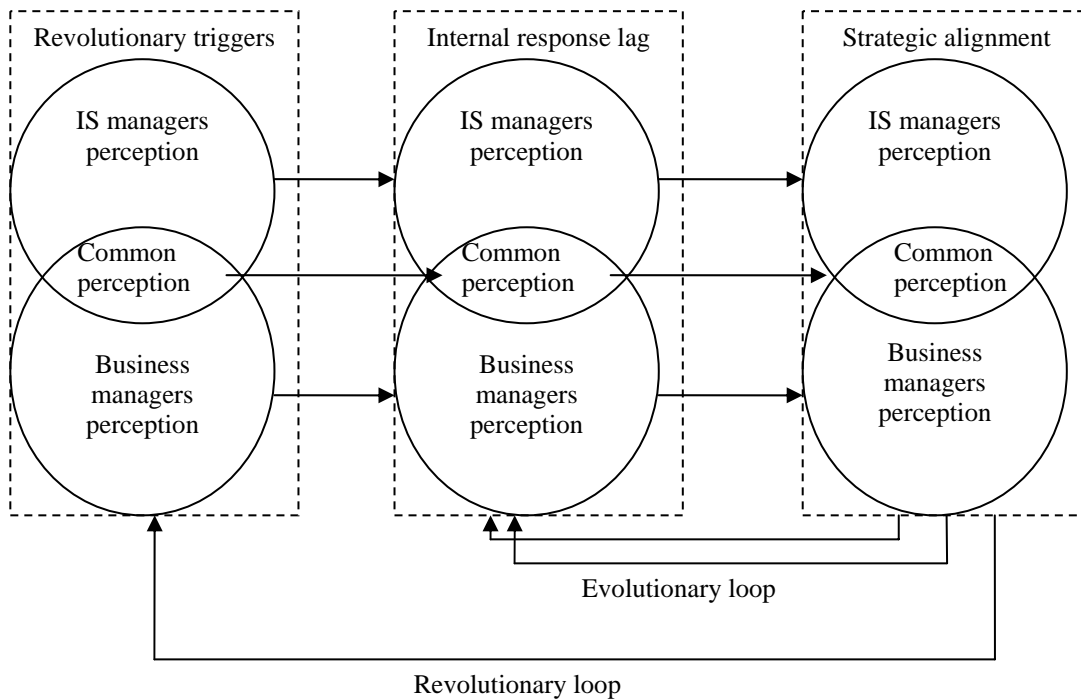 Revolutionary triggers
IS managers
perception
Common
perception
Business
managers
perception
Internal response lag
IS managers
perception
Common
perception
Business
managers
perception
Strategic alignment
IS managers
perception
Common
perception
Business
managers
perception
Evolutionary loop
Revolutionary loop